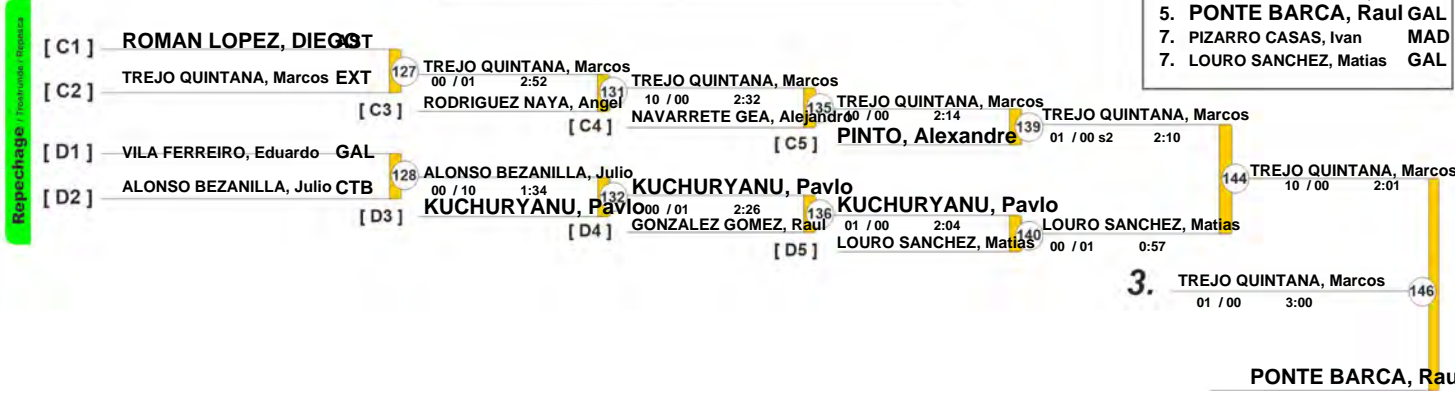 5. PONTE BARCA, Raul GAL
7. PIZARRO CASAS, Ivan MAD
7. LOURO SANCHEZ, Matias GAL
Repechage / Trostrunde / Repesca
[ C1 ] ROMAN LOPEZ, DIEGO AST
127
[ C2 ] TREJO QUINTANA, Marcos EXT
TREJO QUINTANA, Marcos
00 / 01 2:52
131
[ C3 ] RODRIGUEZ NAYA, Angel
TREJO QUINTANA, Marcos
10 / 00 2:32
135
[ C4 ] NAVARRETE GEA, Alejandro
TREJO QUINTANA, Marcos
10 / 00 2:14
139
[ C5 ] PINTO, Alexandre
TREJO QUINTANA, Marcos
01 / 00 s2 2:10
[ D1 ] VILA FERREIRO, Eduardo GAL
128
[ D2 ] ALONSO BEZANILLA, Julio CTB
ALONSO BEZANILLA, Julio
00 / 10 1:34
132
[ D3 ] KUCHURYANU, Pavlo
KUCHURYANU, Pavlo
00 / 01 2:26
136
[ D4 ] GONZALEZ GOMEZ, Raul
KUCHURYANU, Pavlo
01 / 00 2:04
140
[ D5 ] LOURO SANCHEZ, Matias
LOURO SANCHEZ, Matias
00 / 01 0:57
144
TREJO QUINTANA, Marcos
10 / 00 2:01
3. TREJO QUINTANA, Marcos
01 / 00 3:00
146
PONTE BARCA, Rau